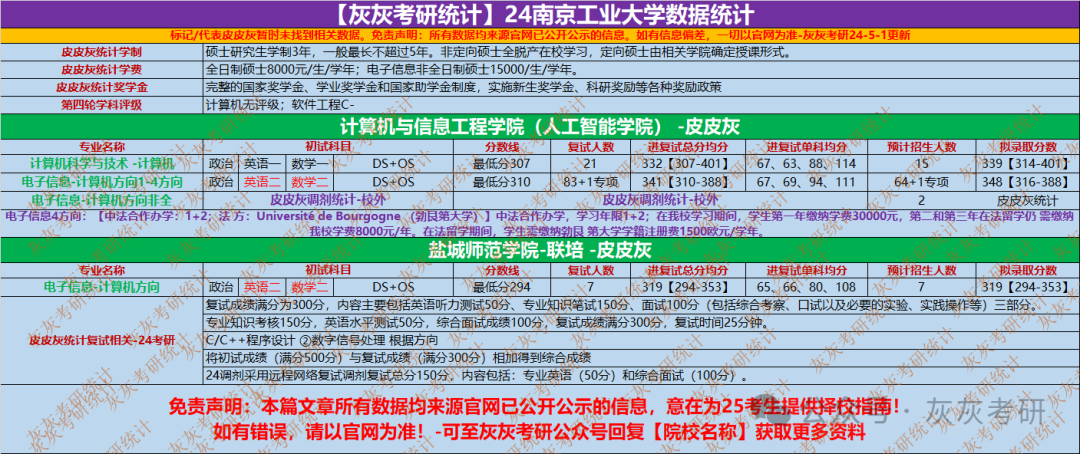 【灰灰考研统计】24南京工业大学数据统计
标记/代表皮皮灰暂时未找到相关数据。免责声明：所有数据均来源官网已公开公示的信息。如有信息偏差，一切以官网为准-灰灰考研24-5-1更新
皮皮灰统计学制 硕士研究生学制3年，一般最长不超过5年。非定向硕士全脱产在校学习，定向硕士由相关学院确定授课形式。
皮皮灰统计学费 全日制硕士8000元/生/学年；电子信息非全日制硕士15000/生/学年。
皮皮灰统计奖学金 完整的国家奖学金、学业奖学金和国家助学金制度，实施新生奖学金、科研奖励等各种奖励政策
第四轮学科评级 计算机无评级；软件工程C-
计算机与信息工程学院（人工智能学院） -皮皮灰
专业名称 初试科目 分数线 复试人数 进复试总分均分 进复试单科均分 预计招生人数 拟录取分数
计算机科学与技术 -计算机 政治 英语一 数学一 DS+OS 最低分307 21 332【307-401】 67、63、88、114 15 339【314-401】
电子信息-计算机方向1-4方向 政治 英语二 数学二 DS+OS 最低分310 83+1专项 341【310-388】 67、69、94、111 64+1专项 348【316-388】
电子信息-计算机方向非全 皮皮灰调剂统计-校外 皮皮灰调剂统计-校外 2 皮皮灰统计
电子信息4方向：【中法合作办学：1+2；法 方：Université de Bourgogne （勃艮第大学）】中法合作办学，学习年限1+2；在我校学习期间，学生第一年缴纳学费30000元，第二和第三年在法留学仍 需缴纳
我校学费8000元/年。在法留学期间，学生需缴纳勃艮 第大学学籍注册费1500欧元/学年。
盐城师范学院-联培 -皮皮灰
专业名称 初试科目 分数线 复试人数 进复试总分均分 进复试单科均分 预计招生人数 拟录取分数
电子信息-计算机方向 政治 英语二 数学二 DS+OS 最低分294 7 319【294-353】 65、66、80、108 7 319【294-353】
皮皮灰统计复试相关-24考研
复试成绩满分为300分，内容主要包括英语听力测试50分、专业知识笔试150分、面试100分（包括综合考察、口试以及必要的实验、实践操作等）三部分。
专业知识考核150分，英语水平测试50分，综合面试成绩100分，复试成绩满分300分，复试时间25分钟。
C/C++程序设计 ②数字信号处理 根据方向
将初试成绩（满分500分）与复试成绩（满分300分）相加得到综合成绩
24调剂采用远程网络复试调剂复试总分150分，内容包括：专业英语（50分）和综合面试（100分）。
免责声明：本篇文章所有数据均来源官网已公开公示的信息，意在为25考生提供择校指南！
如有错误，请以官网为准！-可至灰灰考研公众号回复【院校名称】获取更多资料
公众号·灰灰考研